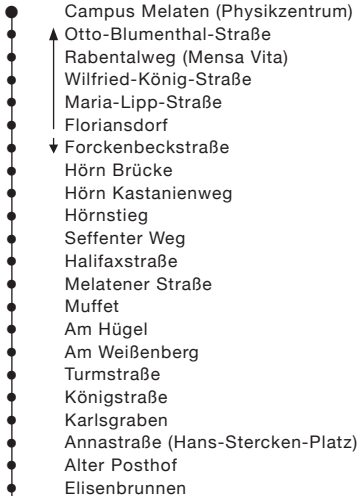 Campus Melaten (Physikzentrum)
Otto-Blumenthal-Straße
Rabentalweg (Mensa Vita)
Wilfried-König-Straße
Maria-Lipp-Straße
Floriansdorf
Forckenbeckstraße
Hörn Brücke
Hörn Kastanienweg
Hörnstieg
Seffenter Weg
Halifaxstraße
Melatener Straße
Muffet
Am Hügel
Am Weißenberg
Turmstraße
Königstraße
Karlsgraben
Annastraße (Hans-Stercken-Platz)
Alter Posthof
Elisenbrunnen